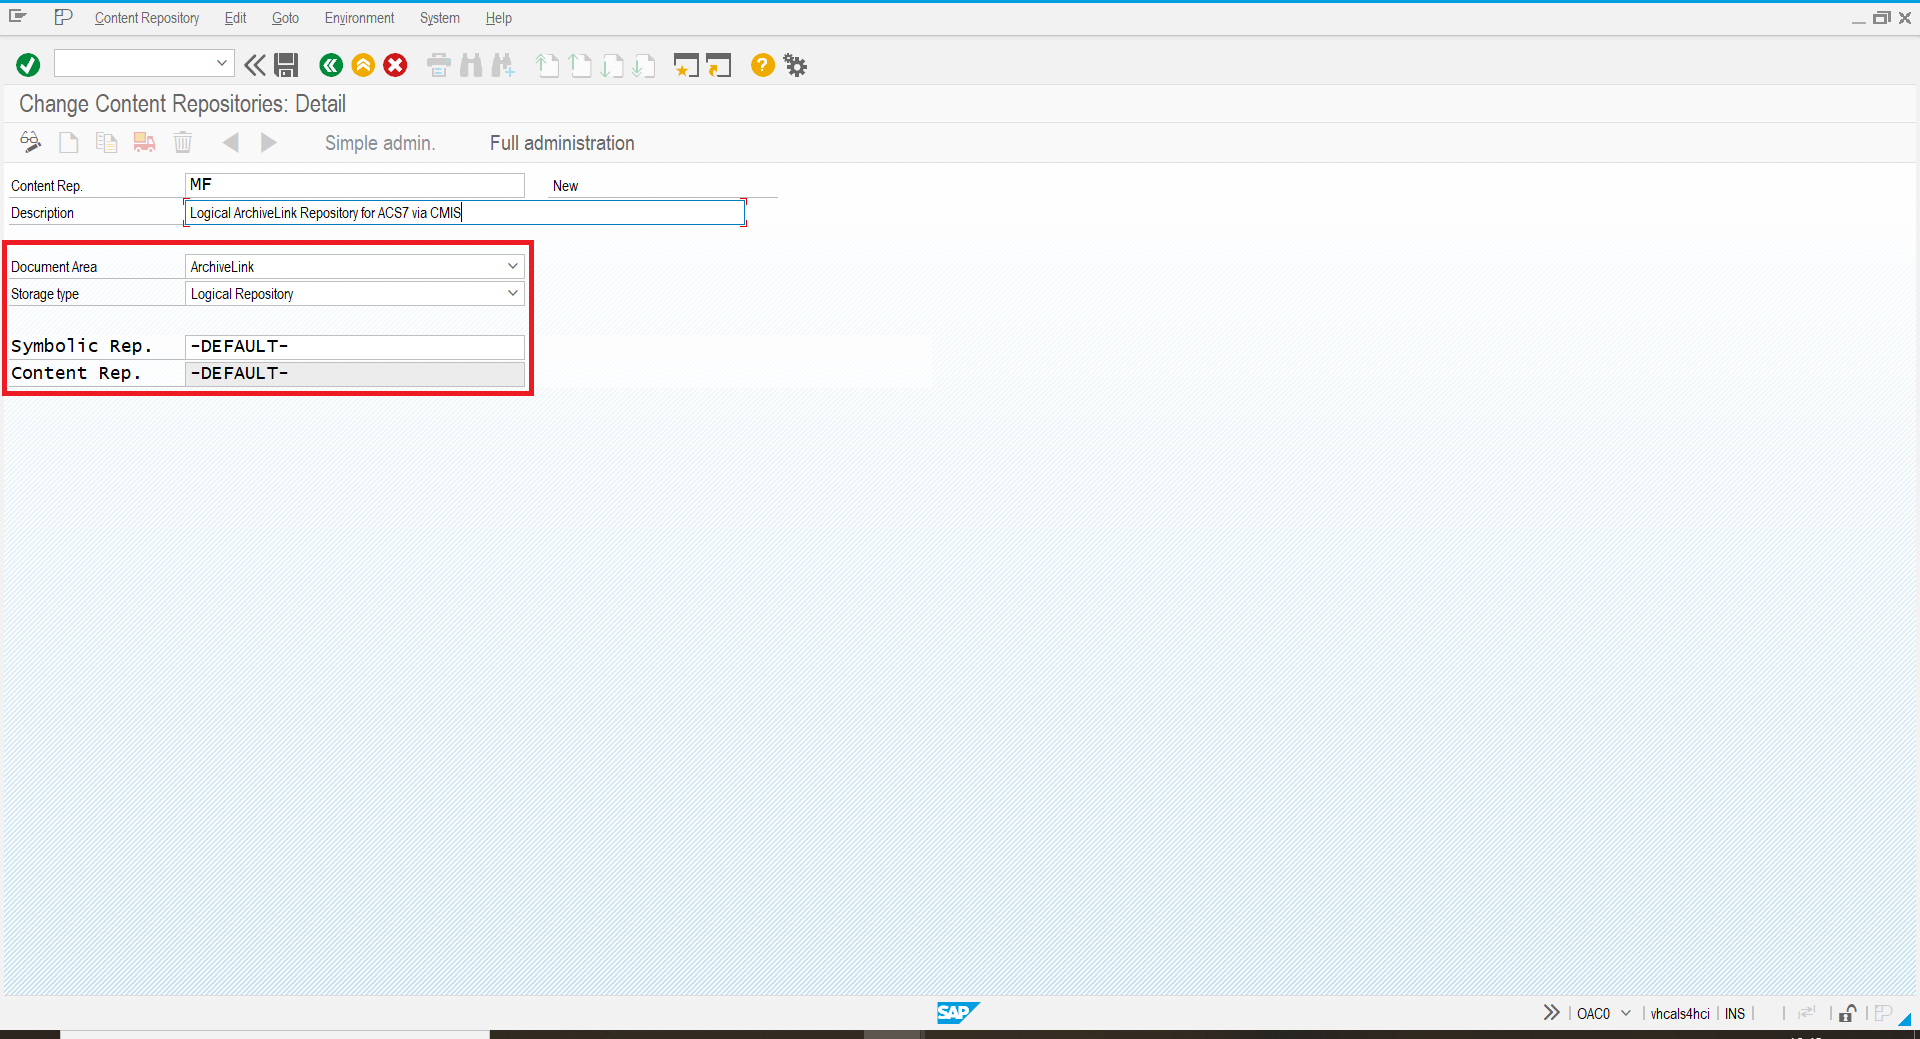 Content Repository Edit Goto Environment System Help
Change Content Repositories: Detail
Simple admin. Full administration
Content Rep. MF New
Description Logical ArchiveLink Repository for ACS7 via CMIS
Document Area ArchiveLink
Storage type Logical Repository
Symbolic Rep. -DEFAULT-
Content Rep. -DEFAULT-
SAP OAC0 vhcals4hci INS